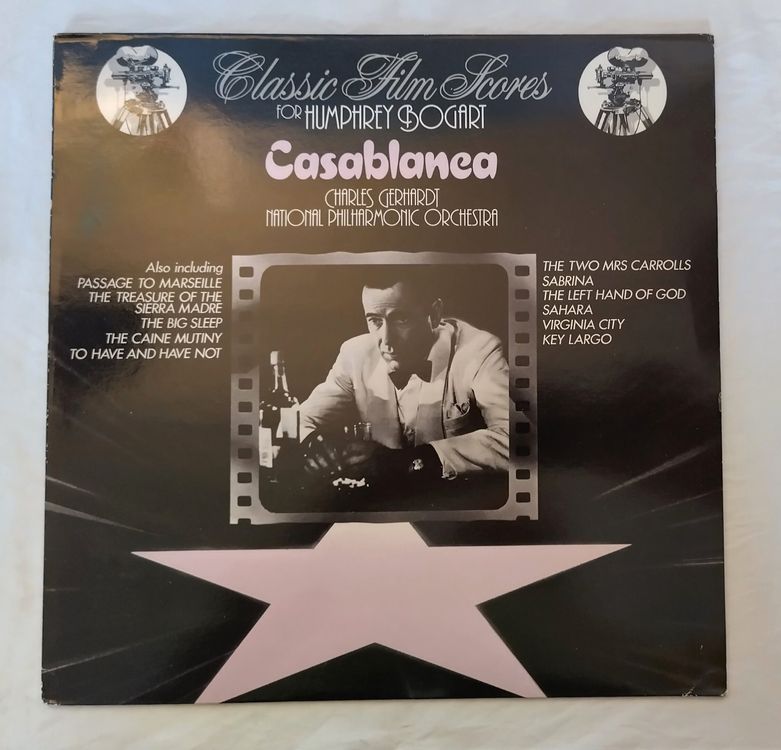 Classic Film Scores
FOR HUMPHREY BOGART
Casablanca
CHARLES GERHARDT
NATIONAL PHILHARMONIC ORCHESTRA
Also including
PASSAGE TO MARSEILLE
THE TREASURE OF THE
SIERRA MADRE
THE BIG SLEEP
THE CAINE MUTINY
TO HAVE AND HAVE NOT
THE TWO MRS CARROLLS
SABRINA
THE LEFT HAND OF GOD
SAHARA
VIRGINIA CITY
KEY LARGO